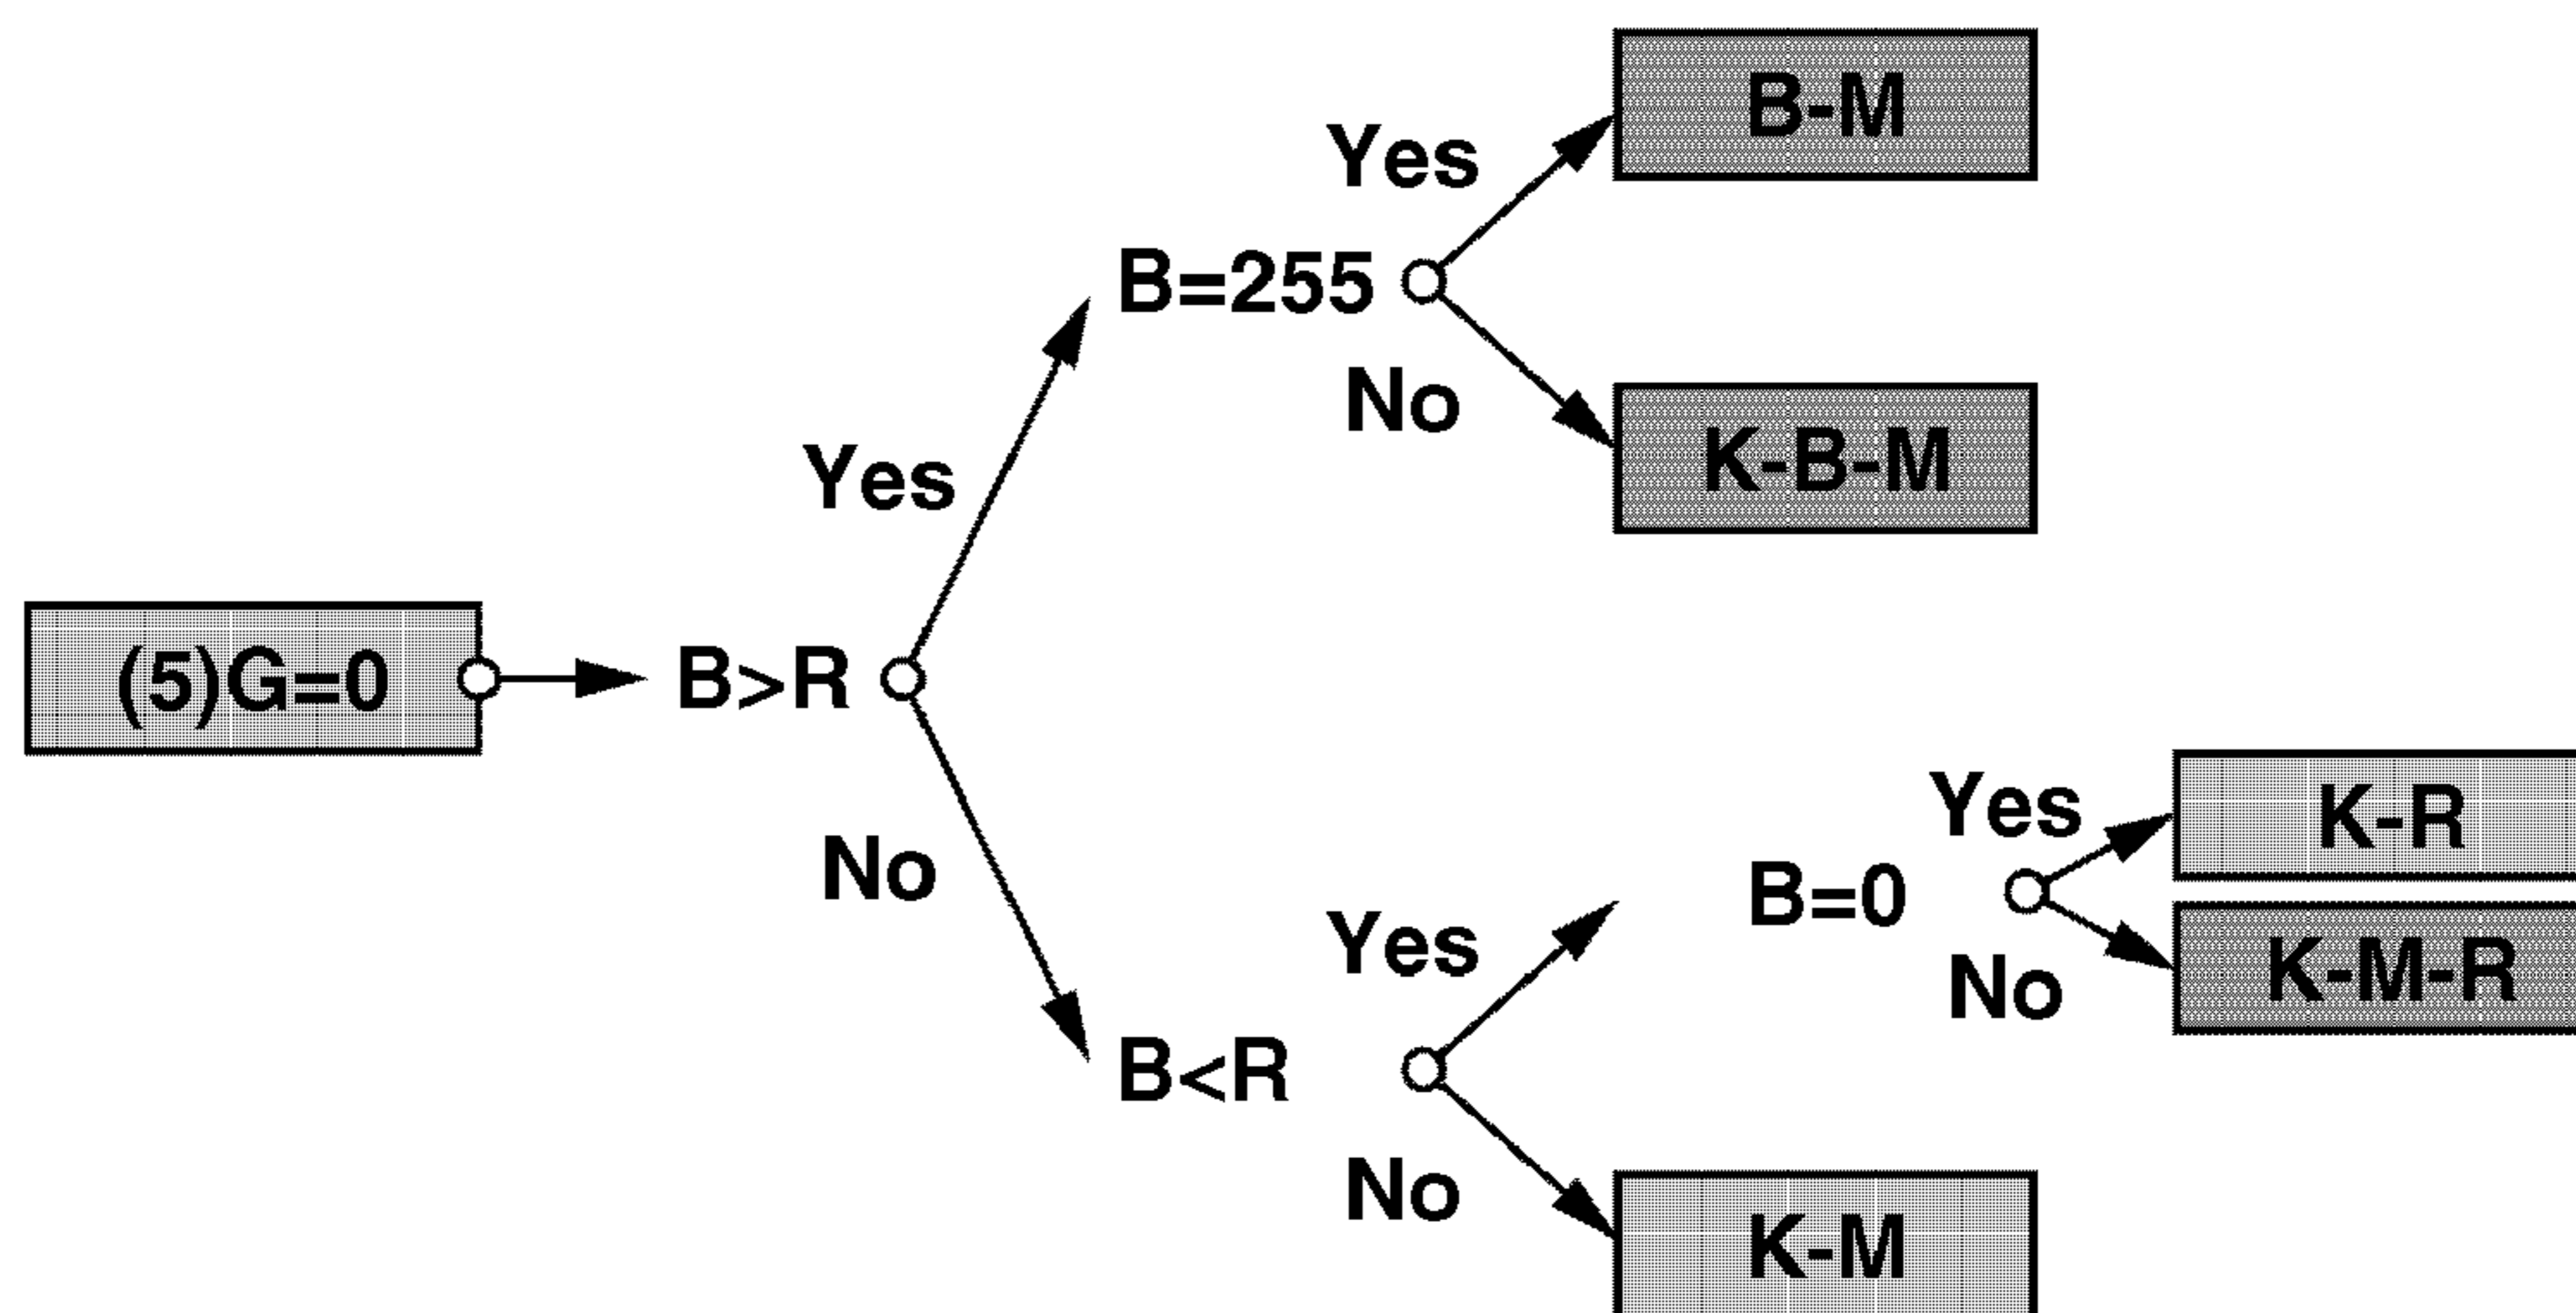 B-M
Yes
B=255
No
K-B-M
Yes
(5)G=0
B>R
No
Yes
K-R
B=0
Yes
K-M-R
No
B<R
No
K-M